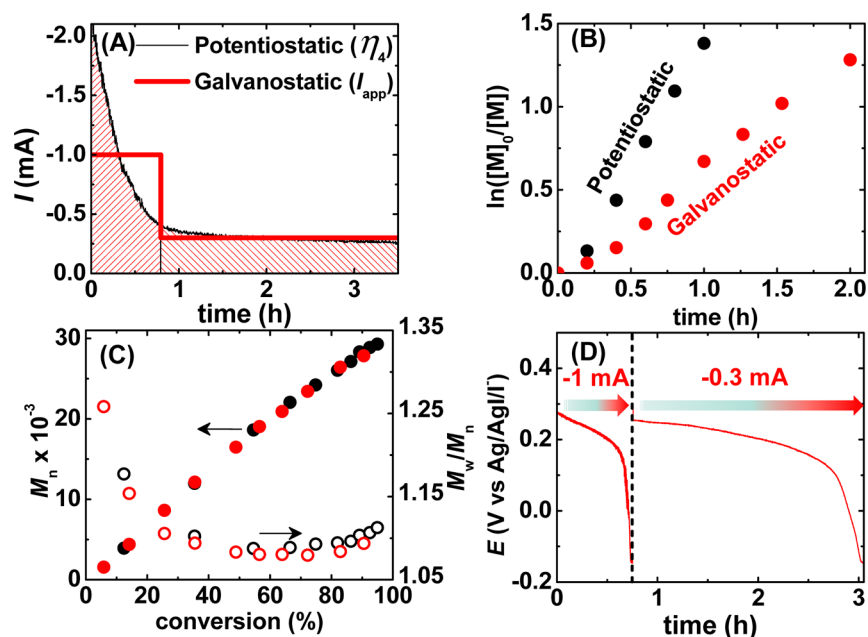 (A)
Potentiostatic (η4)
Galvanostatic (Iapp)
-2.0
-1.5
-1.0
-0.5
0.0
I (mA)
0 1 2 3
time (h)
(B)
Potentiostatic
Galvanostatic
1.5
1.0
0.5
0.0
ln([M]0/[M])
0.0 0.5 1.0 1.5 2.0
time (h)
(C)
30
25
20
15
10
5
0
Mn x 10-3
1.35
1.25
1.15
1.05
Mw/Mn
0 20 40 60 80 100
conversion (%)
(D)
-1 mA
-0.3 mA
0.4
0.2
0.0
-0.2
E (V vs Ag/AgI/I-)
0 1 2 3
time (h)